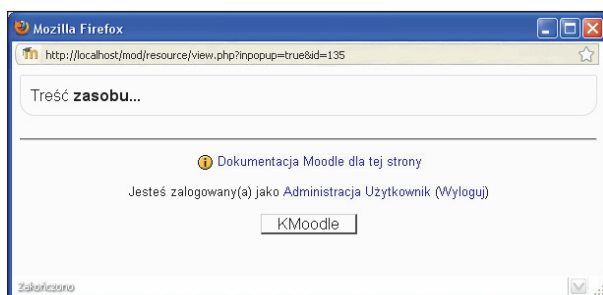 Mozilla Firefox
http://localhost/mod/resource/view.php?inpopup=true&id=135
Treść zasobu...
Dokumentacja Moodle dla tej strony
Jesteś zalogowany(a) jako Administracja Użytkownik (Wyloguj)
KMoodle
Zakończono